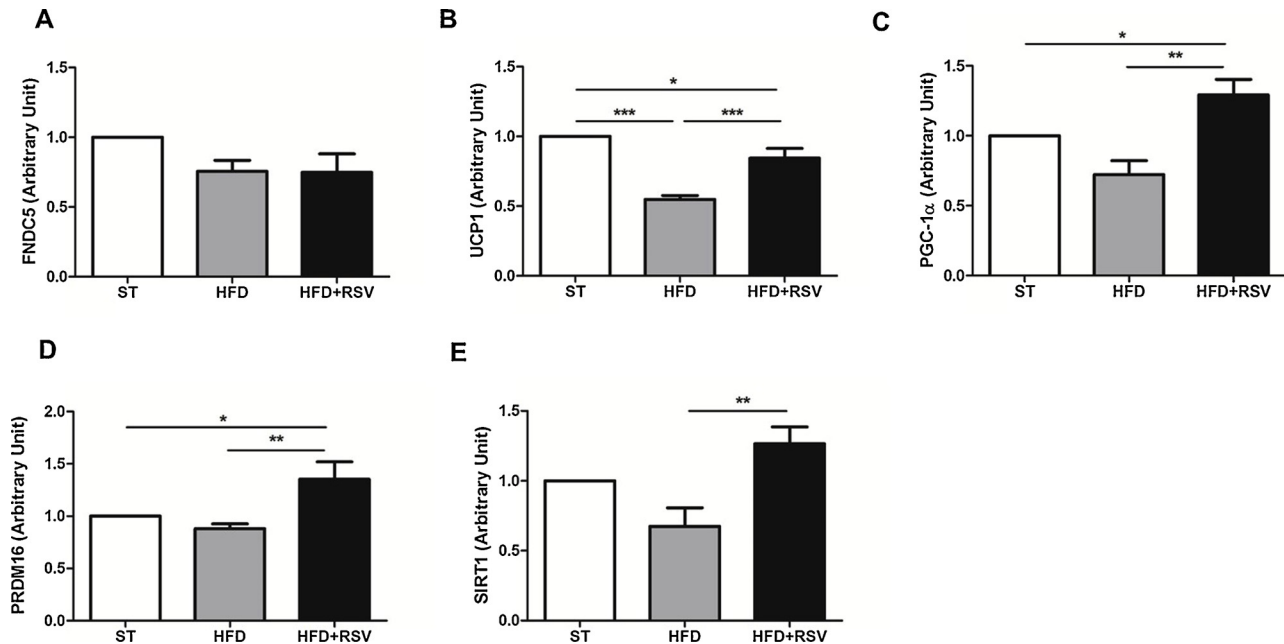 A
FNDC5 (Arbitrary Unit)
1.5
1.0
0.5
0.0
ST HFD HFD+RSV
B
UCP1 (Arbitrary Unit)
1.5
1.0
0.5
0.0
*
*** ***
ST HFD HFD+RSV
C
PGC-1α (Arbitrary Unit)
1.5
1.0
0.5
0.0
*
**
ST HFD HFD+RSV
D
PRDM16 (Arbitrary Unit)
2.0
1.5
1.0
0.5
0.0
*
**
ST HFD HFD+RSV
E
SIRT1 (Arbitrary Unit)
1.5
1.0
0.5
0.0
**
ST HFD HFD+RSV